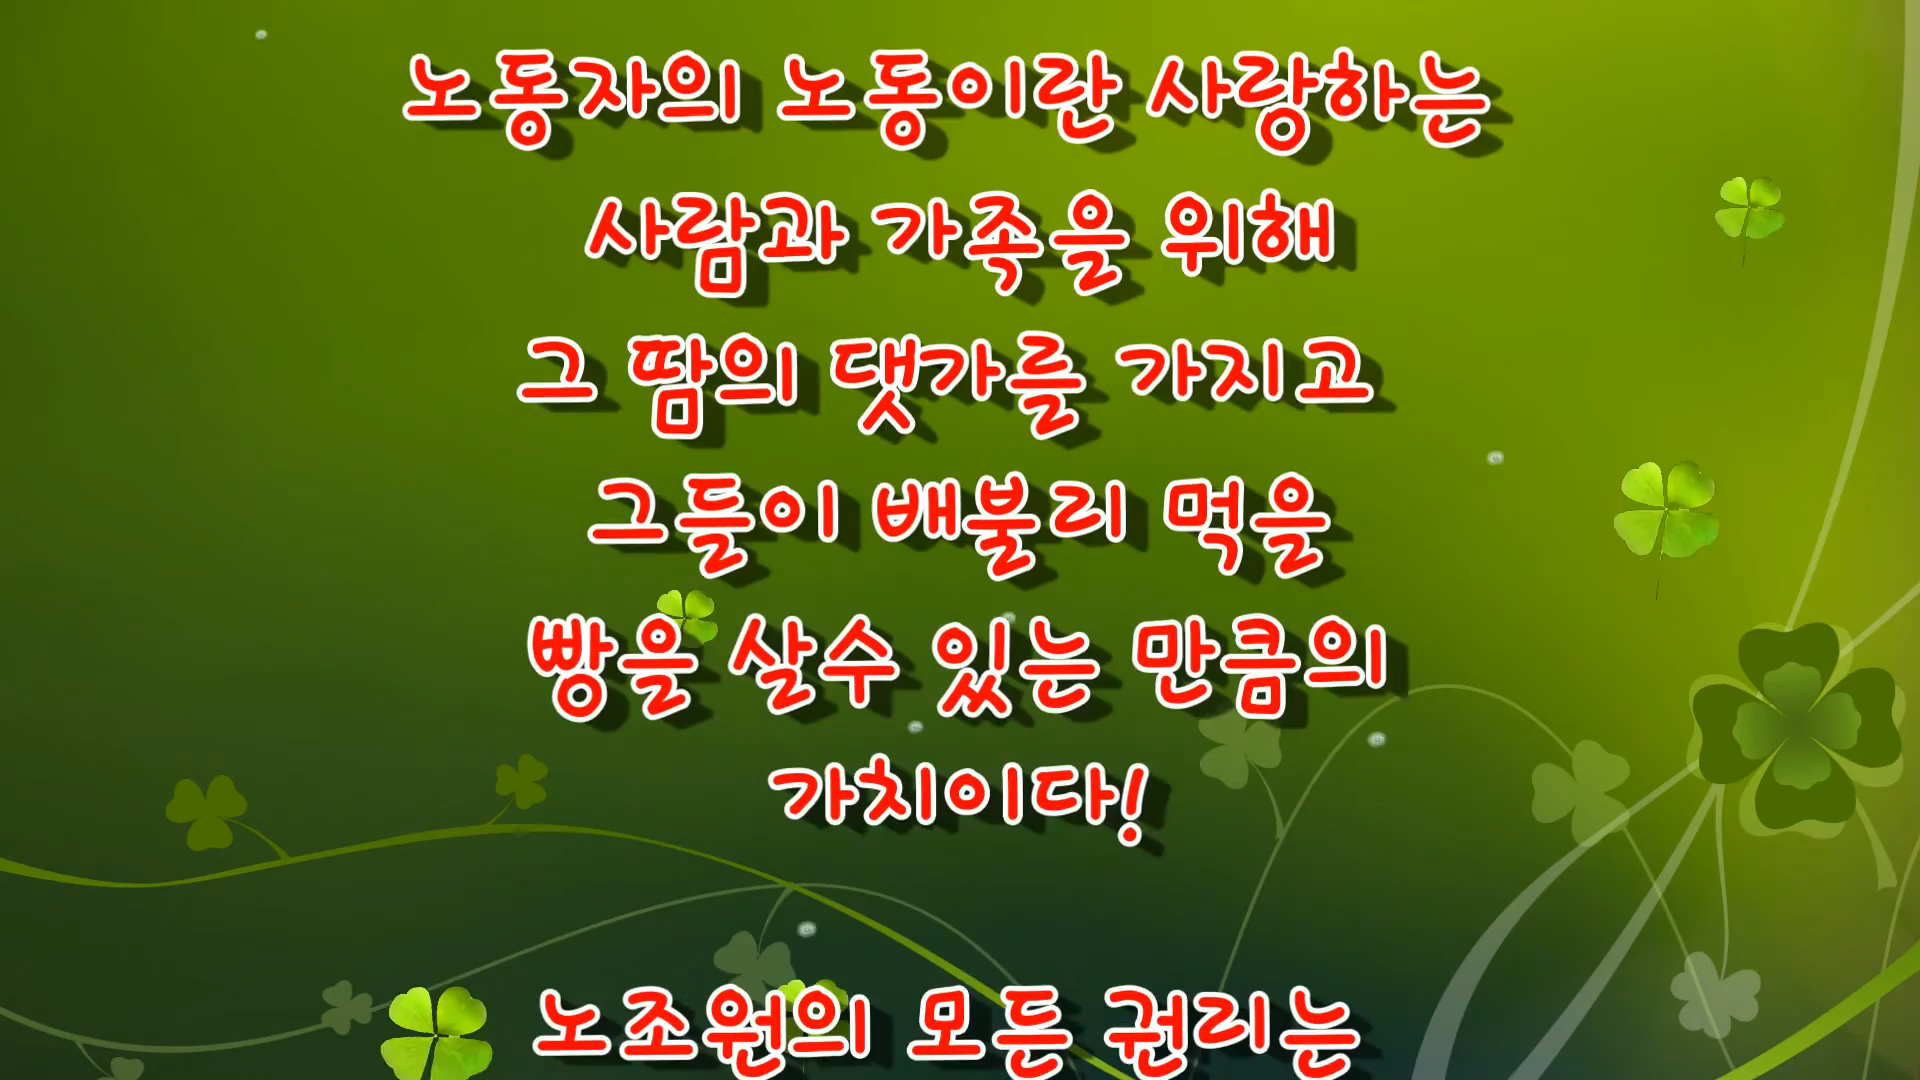 노동자의 노동이란 사랑하는
사람과 가족을 위해
그 땀의 댓가를 가지고
그들이 배불리 먹을
빵을 살수 있는 만큼의
가치이다!
노조원의 모든 권리는